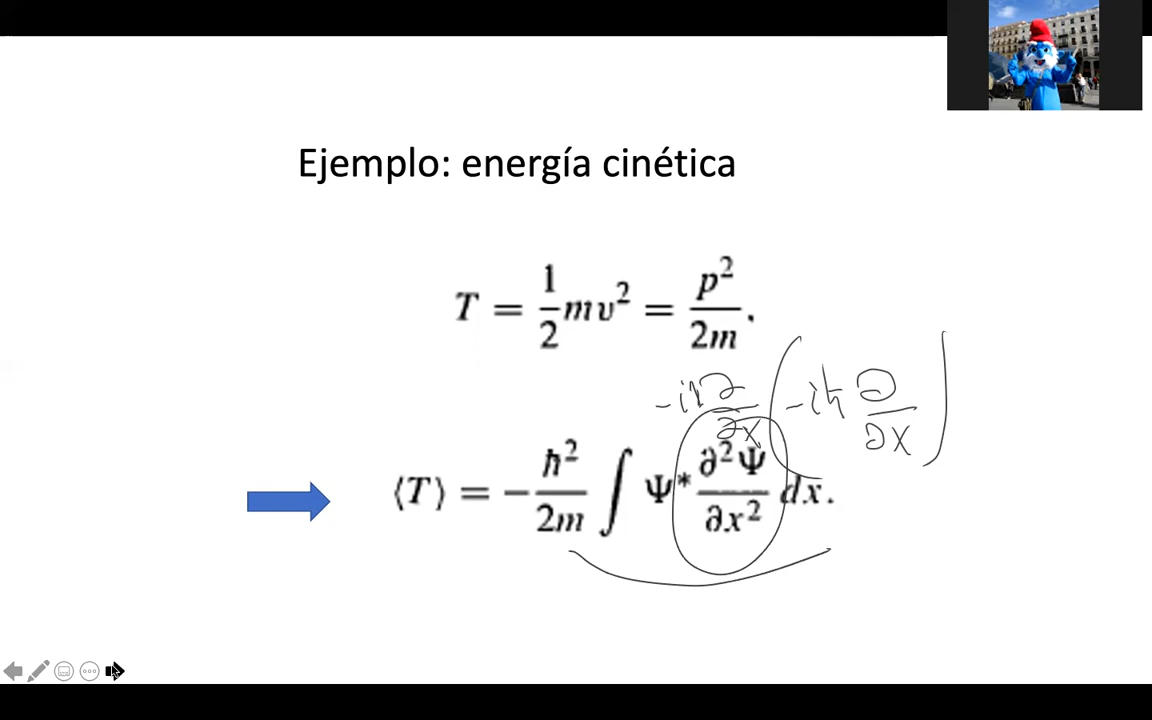 Ejemplo: energía cinética
T = 1/2 mv² = p²/2m.
-iħ ∂/∂x (-iħ ∂/∂x)
⟨T⟩ = -ħ²/2m ∫ Ψ* ∂²Ψ/∂x² dx.